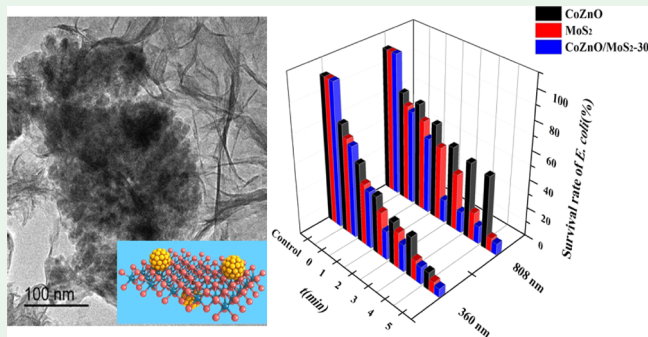 100 nm
CoZnO
MoS₂
CoZnO/MoS₂-30
100
80
60
40
20
0
Survival rate of E. coli(%)
Control 0 1 2 3 4 5
t(min)
360 nm
808 nm